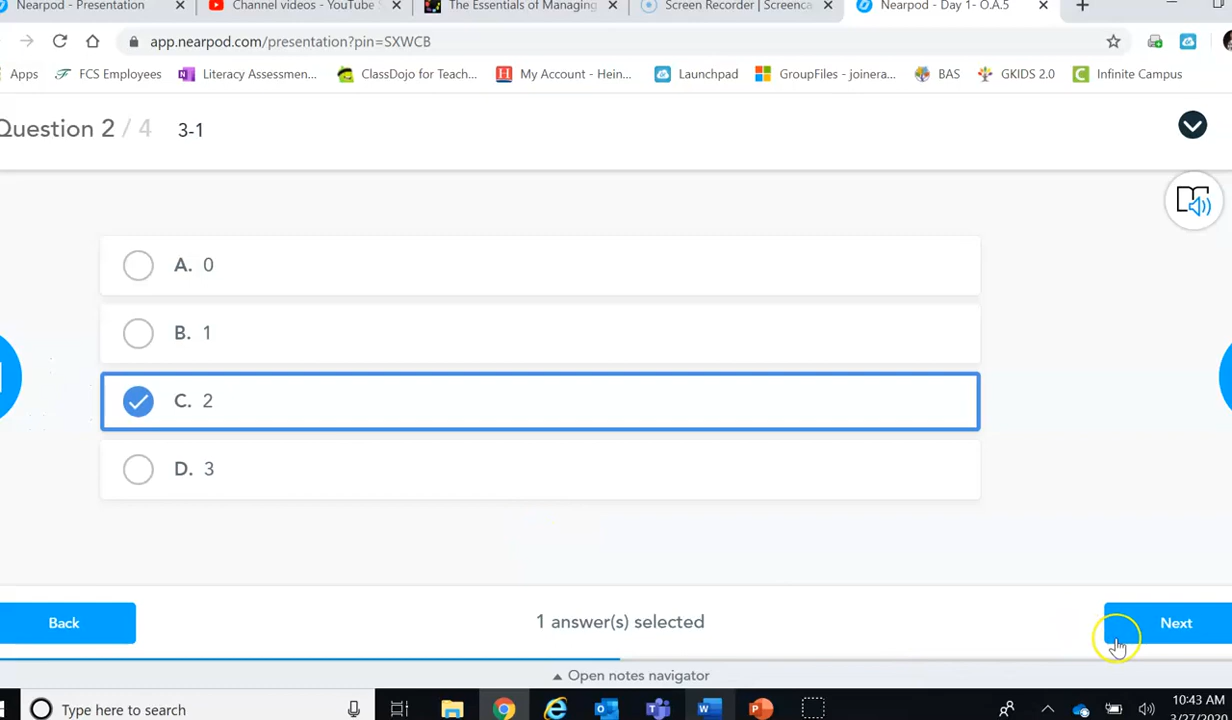 Nearpod - Presentation × Channel videos - YouTube × The Essentials of Managing × Screen Recorder | Screenca × Nearpod - Day 1- O.A.5 × +
app.nearpod.com/presentation?pin=SXWCB
Apps FCS Employees Literacy Assessmen... ClassDojo for Teach... My Account - Hein... Launchpad GroupFiles - joinera... BAS GKIDS 2.0 Infinite Campus
Question 2 / 4 3-1
A. 0
B. 1
C. 2
D. 3
Back 1 answer(s) selected Next
Open notes navigator
Type here to search
10:43 AM
3/27/2020